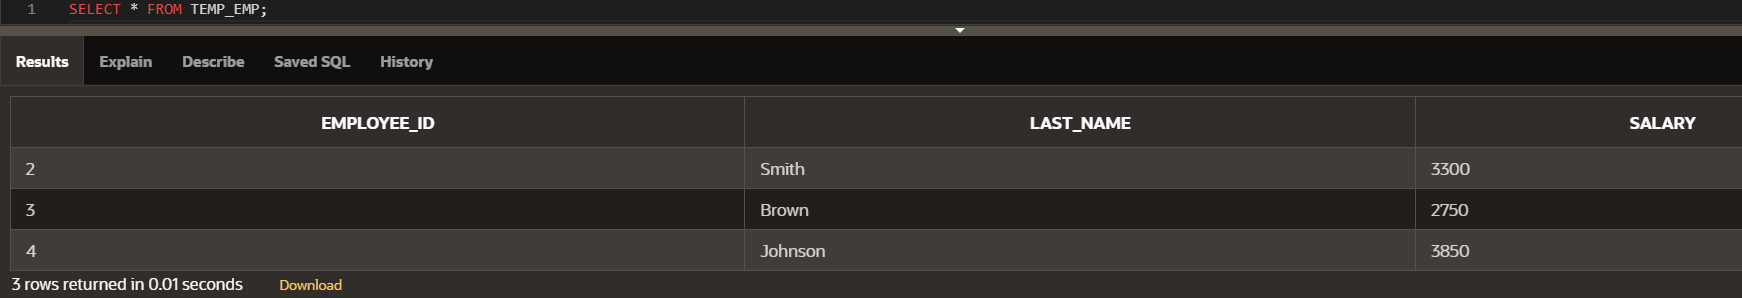 1 SELECT * FROM TEMP_EMP;
Results Explain Describe Saved SQL History
EMPLOYEE_ID LAST_NAME SALARY
2 Smith 3300
3 Brown 2750
4 Johnson 3850
3 rows returned in 0.01 seconds Download